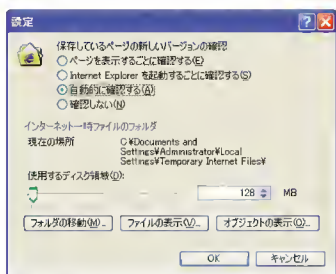 設定
保存しているページの新しいバージョンの確認
ページを表示するごとに確認する(E)
Internet Explorer を起動するごとに確認する(S)
自動的に確認する(A)
確認しない(N)
インターネット一時ファイルのフォルダ
現在の場所 C:¥Documents and
Settings¥Administrator¥Local
Settings¥Temporary Internet Files¥
使用するディスク領域(D):
128 MB
フォルダの移動(M)... ファイルの表示(V)... オブジェクトの表示(O)...
OK キャンセル